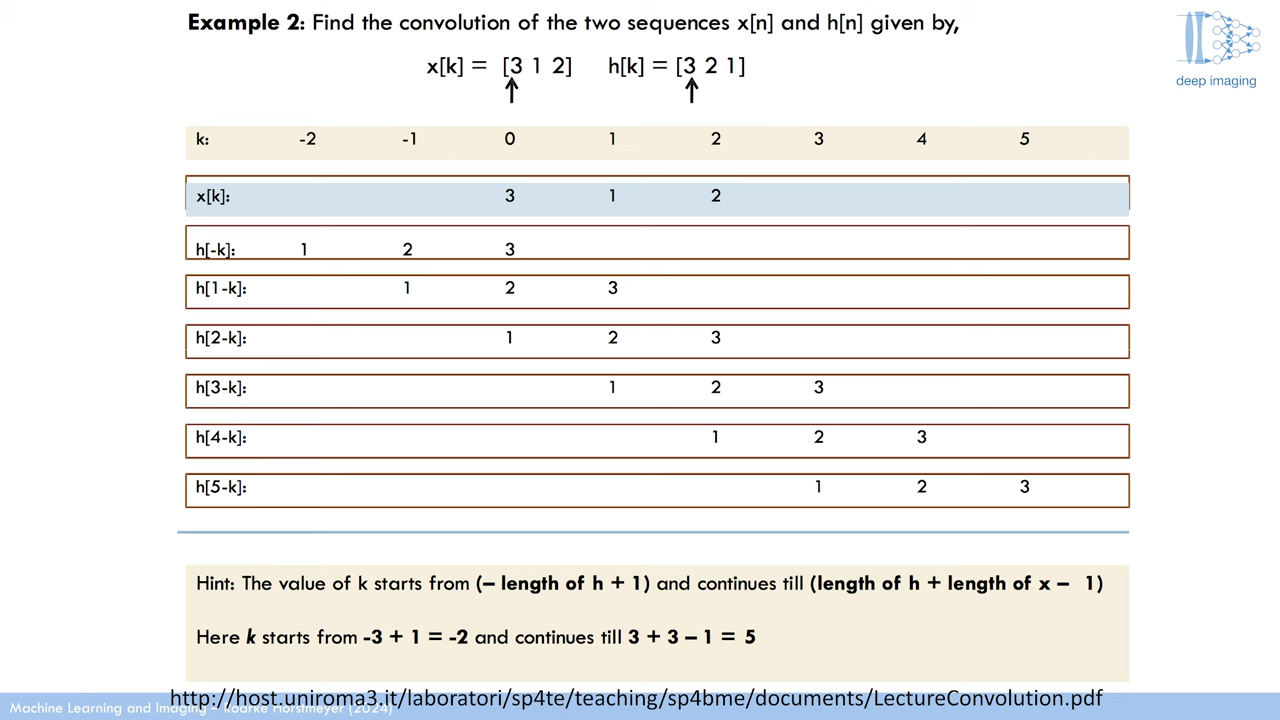 Example 2: Find the convolution of the two sequences x[n] and h[n] given by,
x[k] = [3 1 2] h[k] = [3 2 1]
deep imaging
k: -2 -1 0 1 2 3 4 5
x[k]: 3 1 2
h[-k]: 1 2 3
h[1-k]: 1 2 3
h[2-k]: 1 2 3
h[3-k]: 1 2 3
h[4-k]: 1 2 3
h[5-k]: 1 2 3
Hint: The value of k starts from (– length of h + 1) and continues till (length of h + length of x – 1)
Here k starts from -3 + 1 = -2 and continues till 3 + 3 – 1 = 5
http://host.uniroma3.it/laboratori/sp4te/teaching/sp4bme/documents/LectureConvolution.pdf
Machine Learning and Imaging – Roarke Horstmeyer (2024)